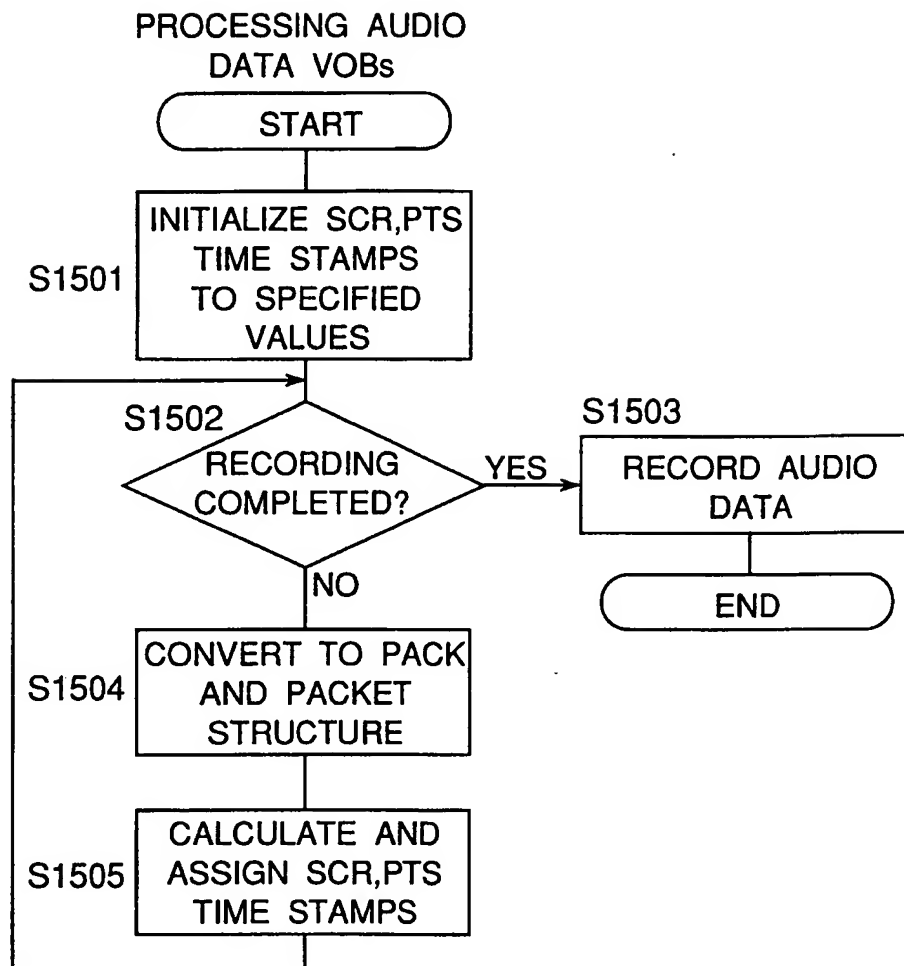 PROCESSING AUDIO
DATA VOBs
START
S1501
INITIALIZE SCR,PTS
TIME STAMPS
TO SPECIFIED
VALUES
S1502
RECORDING
COMPLETED?
YES
S1503
RECORD AUDIO
DATA
END
NO
S1504
CONVERT TO PACK
AND PACKET
STRUCTURE
S1505
CALCULATE AND
ASSIGN SCR,PTS
TIME STAMPS